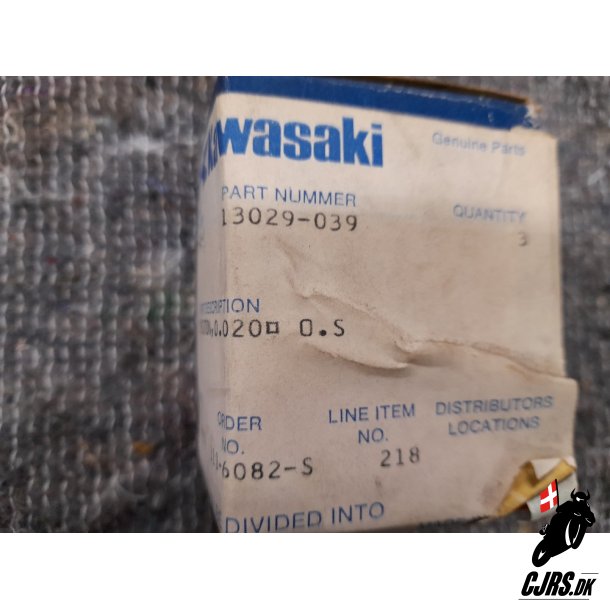 Kawasaki
Genuine Parts
PART NUMMER
13029-039
QUANTITY
3
DESCRIPTION
0.020¤ O.S
ORDER
NO.
6082-S
LINE ITEM
NO.
218
DISTRIBUTORS
LOCATIONS
DIVIDED INTO
CJRS.DK